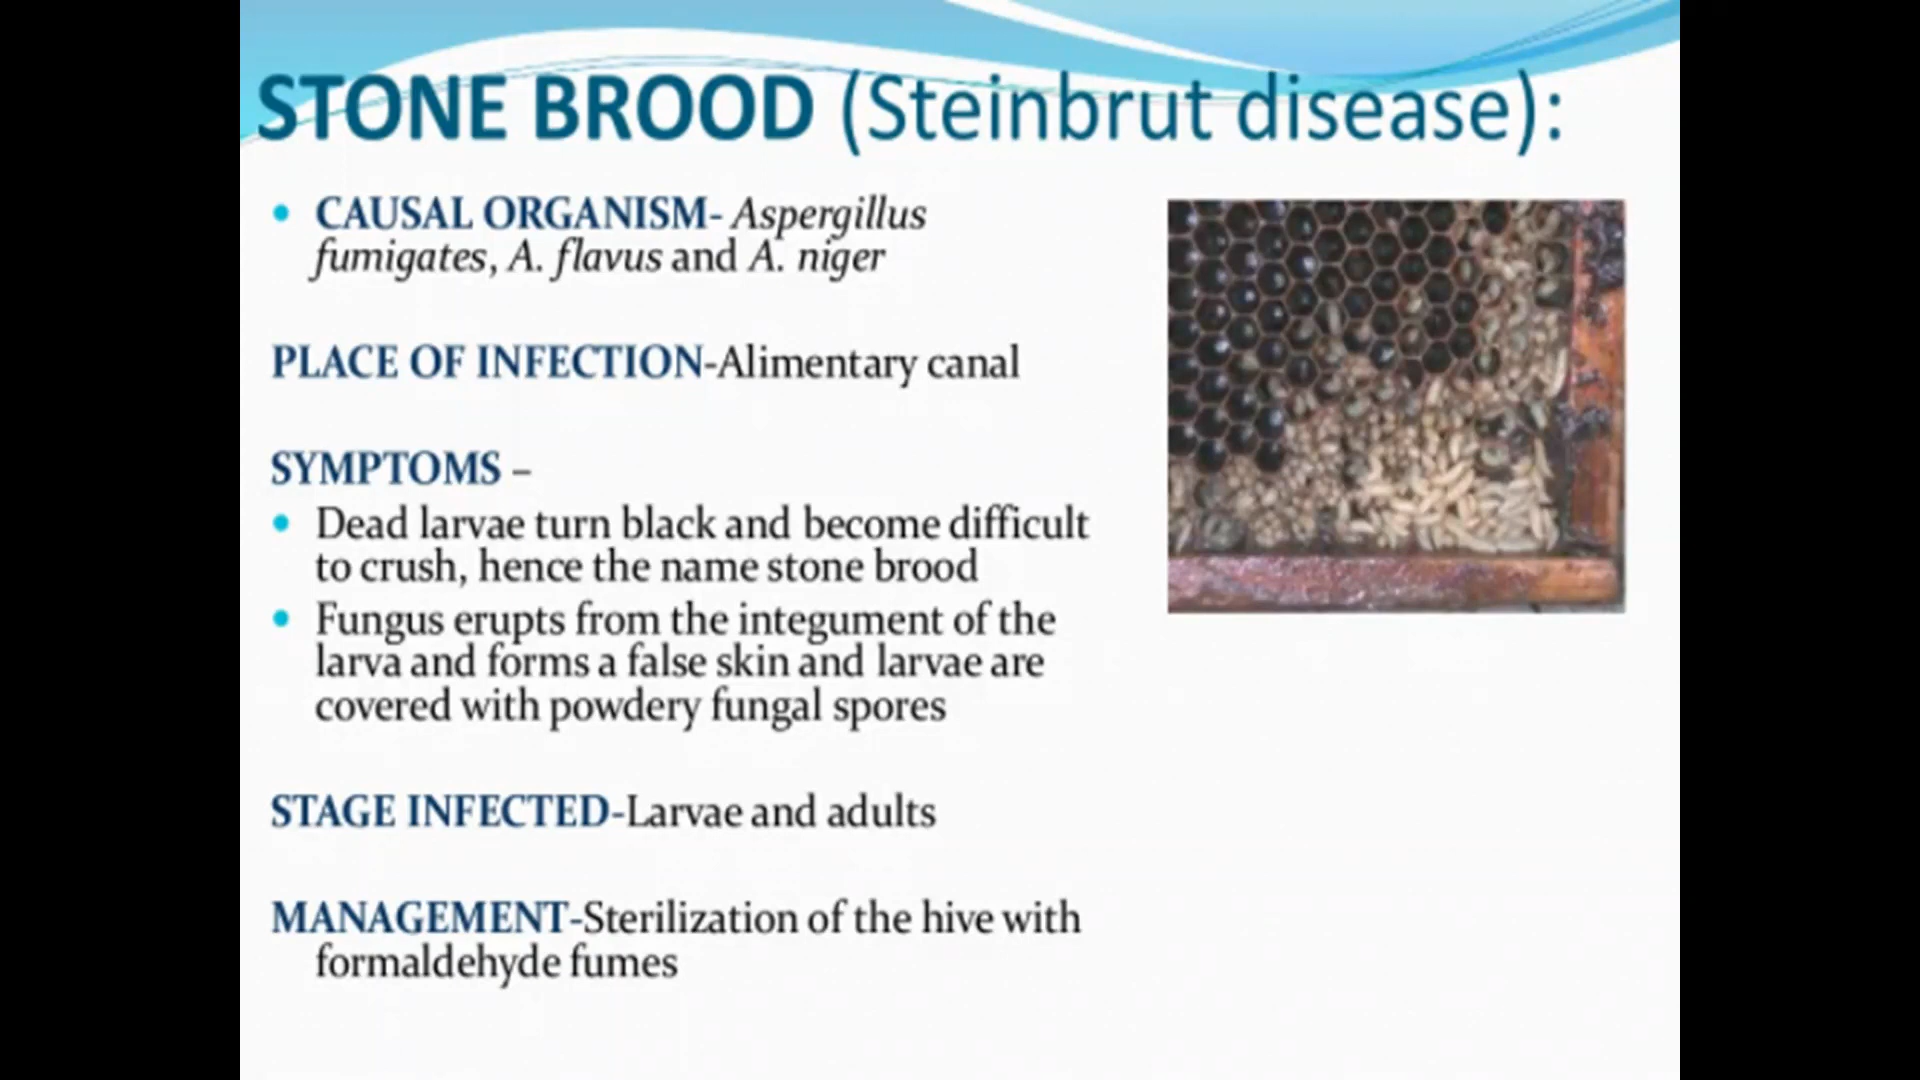 STONE BROOD (Steinbrut disease):
• CAUSAL ORGANISM- Aspergillus
fumigates, A. flavus and A. niger
PLACE OF INFECTION-Alimentary canal
SYMPTOMS –
• Dead larvae turn black and become difficult
to crush, hence the name stone brood
• Fungus erupts from the integument of the
larva and forms a false skin and larvae are
covered with powdery fungal spores
STAGE INFECTED-Larvae and adults
MANAGEMENT-Sterilization of the hive with
formaldehyde fumes